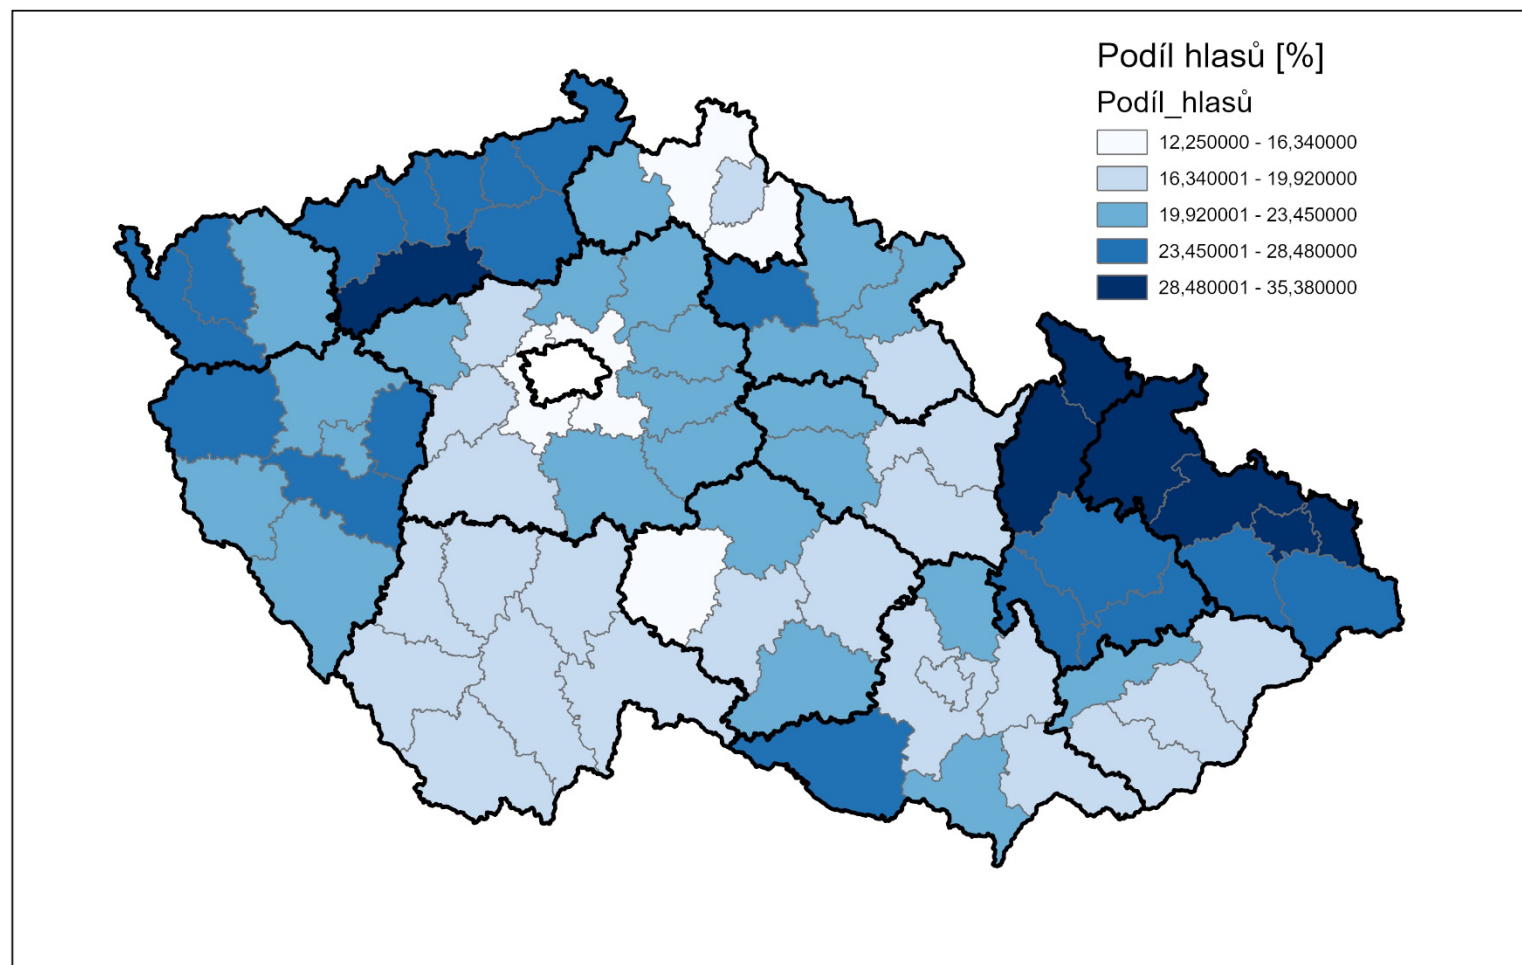 Podíl hlasů [%]
Podíl_hlasů
12,250000 - 16,340000
16,340001 - 19,920000
19,920001 - 23,450000
23,450001 - 28,480000
28,480001 - 35,380000